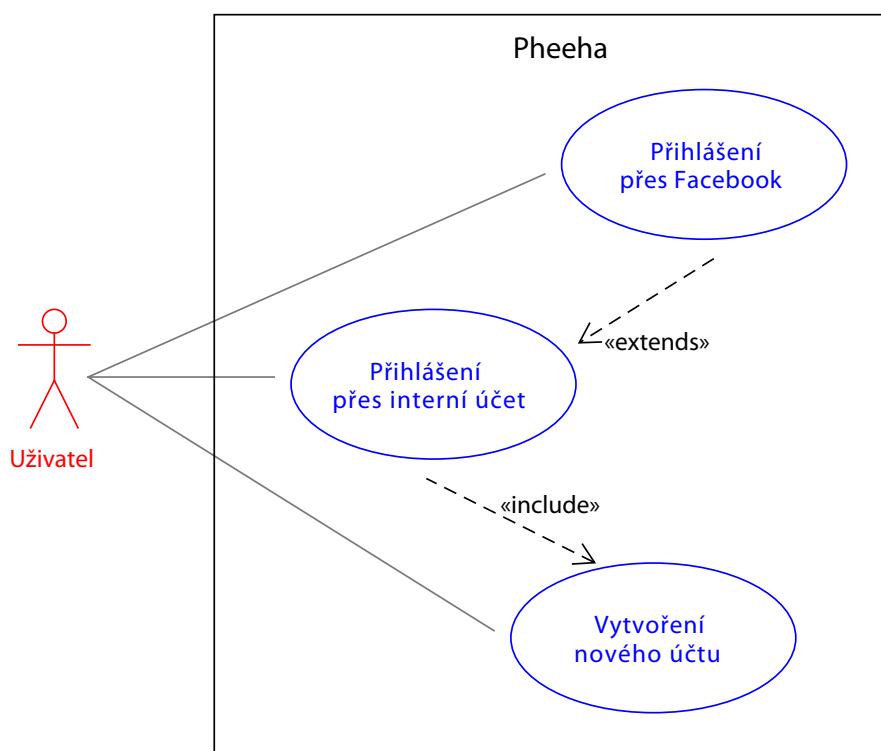 Pheeha
Přihlášení
přes Facebook
«extends»
Přihlášení
přes interní účet
Uživatel
«include»
Vytvoření
nového účtu